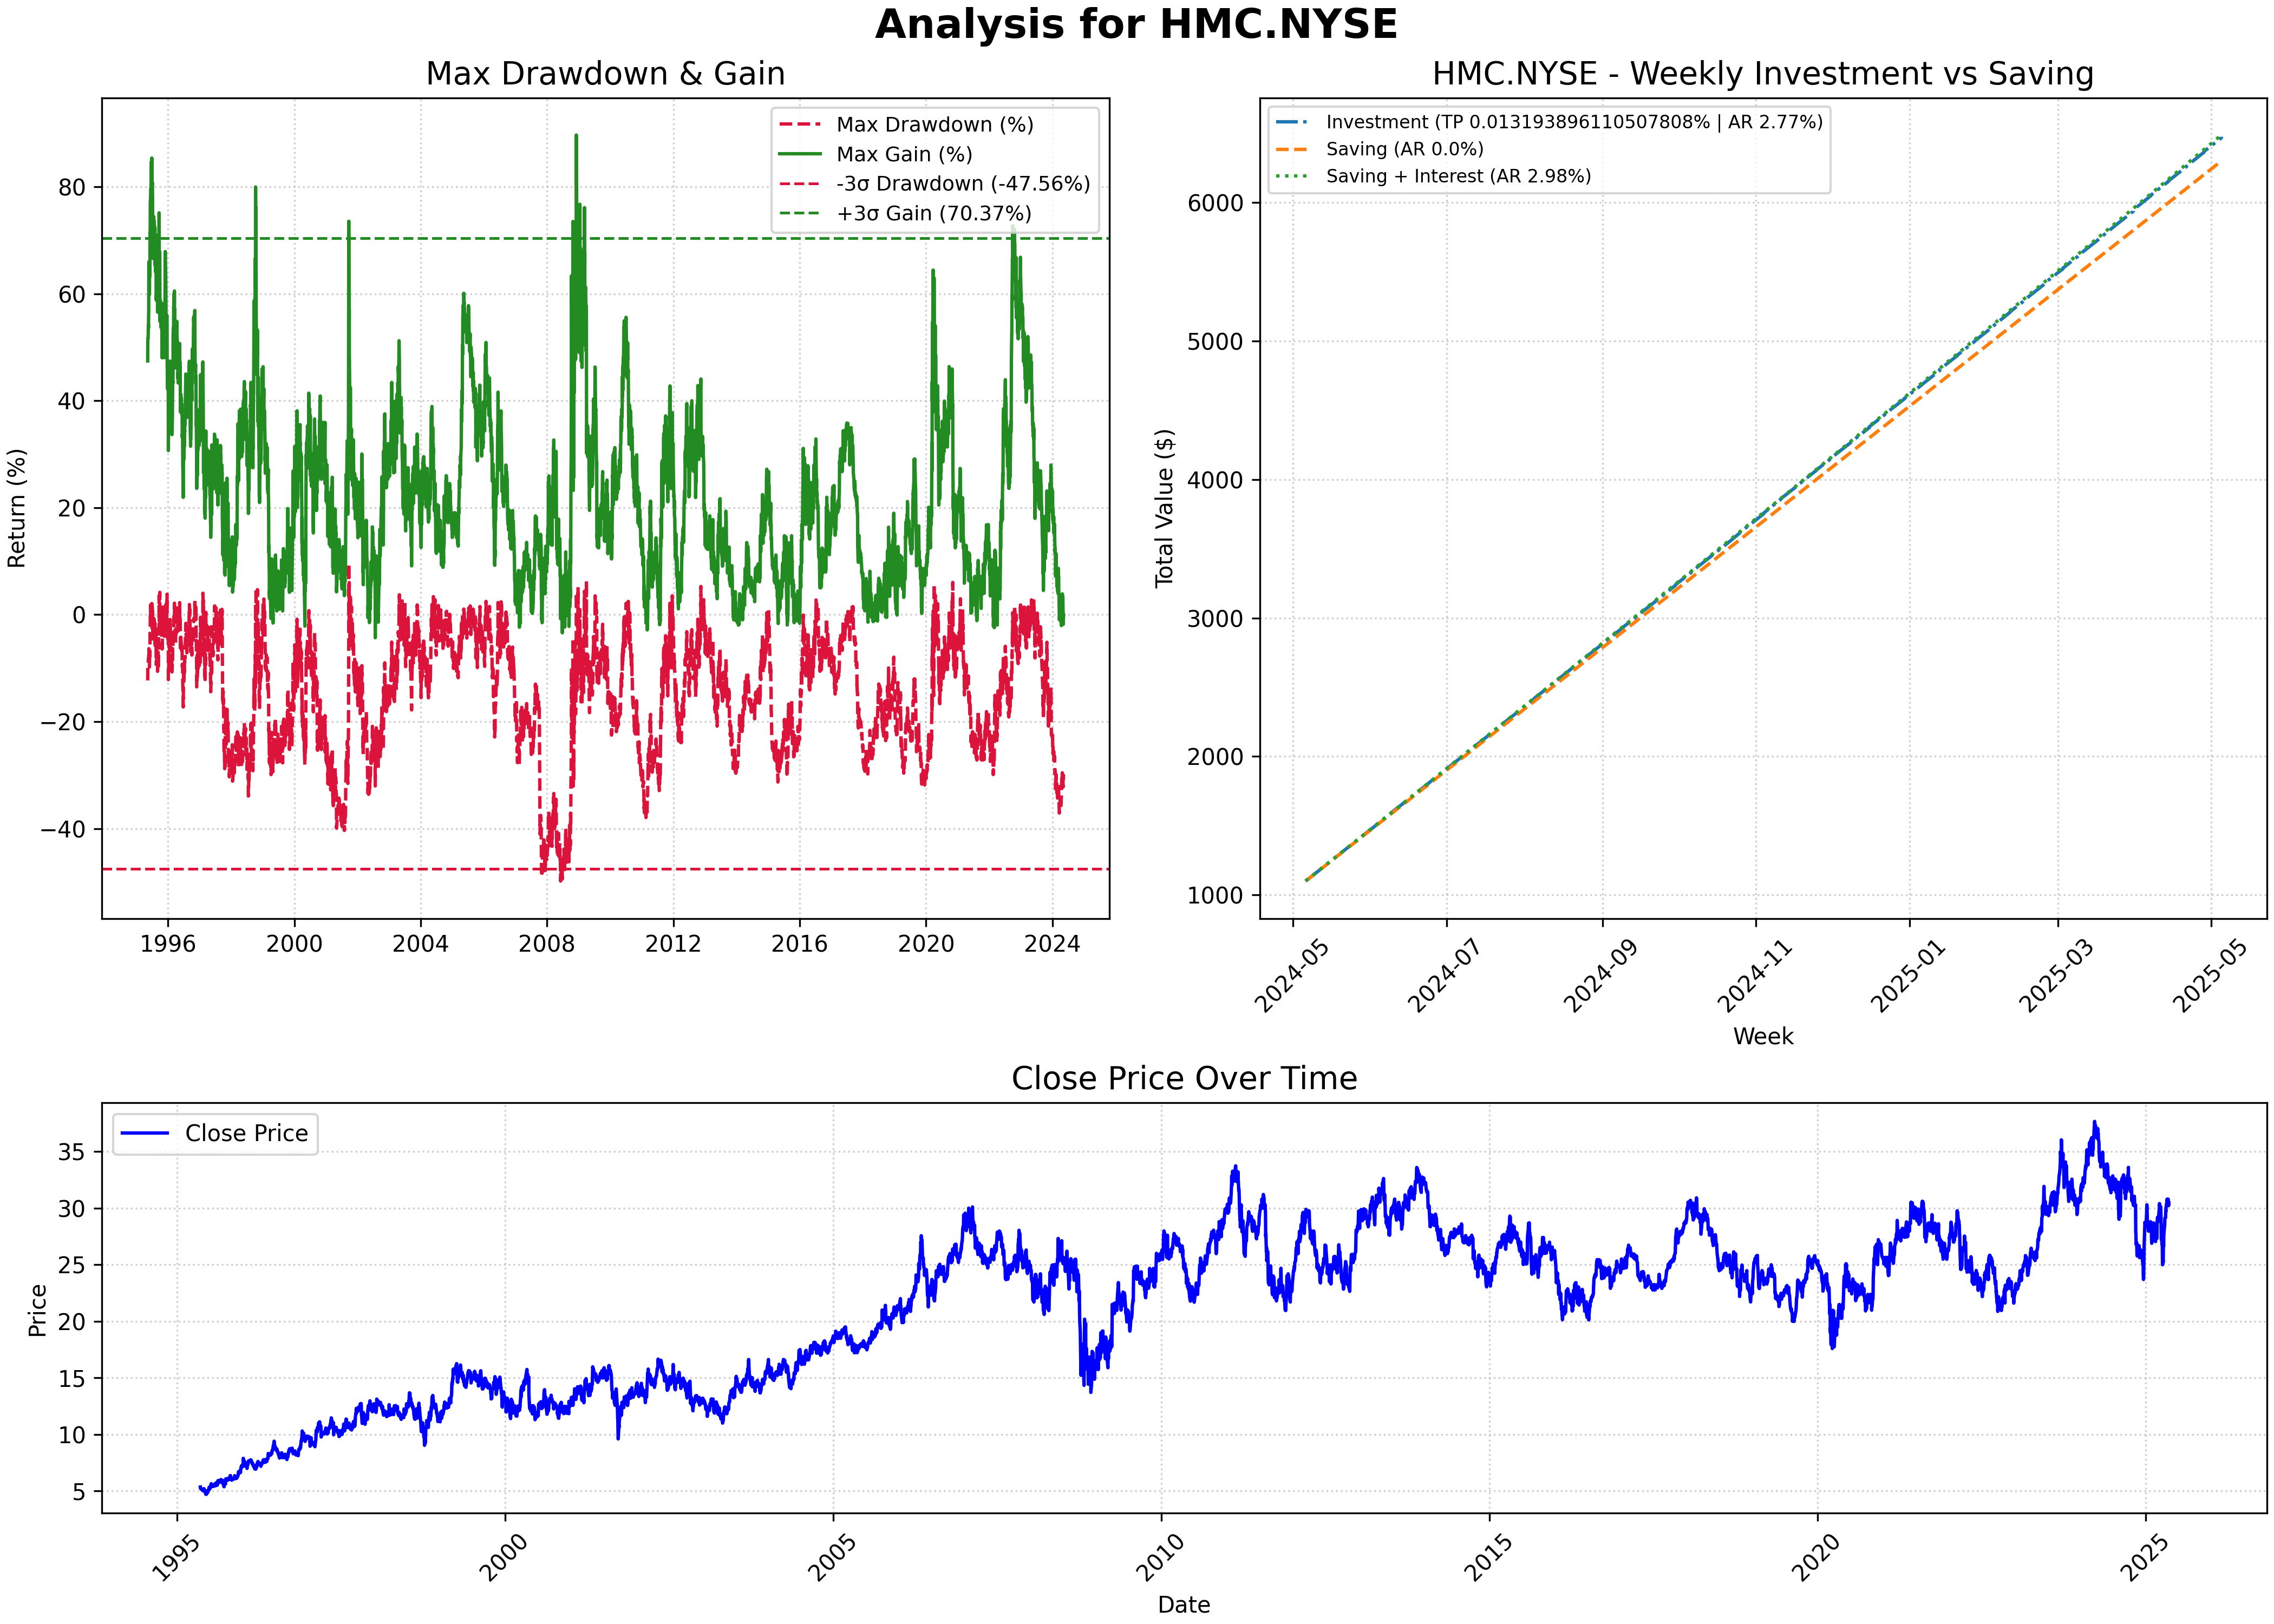 Analysis for HMC.NYSE
Max Drawdown & Gain
Max Drawdown (%)
Max Gain (%)
-3σ Drawdown (-47.56%)
+3σ Gain (70.37%)
Return (%)
80
60
40
20
0
−20
−40
1996 2000 2004 2008 2012 2016 2020 2024
HMC.NYSE - Weekly Investment vs Saving
Investment (TP 0.013193896110507808% | AR 2.77%)
Saving (AR 0.0%)
Saving + Interest (AR 2.98%)
Total Value ($)
6000
5000
4000
3000
2000
1000
2024-05 2024-07 2024-09 2024-11 2025-01 2025-03 2025-05
Week
Close Price Over Time
Close Price
Price
35
30
25
20
15
10
5
1995 2000 2005 2010 2015 2020 2025
Date